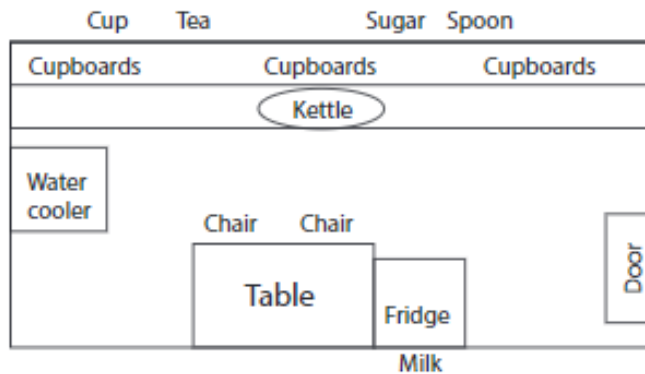 Cup Tea Sugar Spoon
Cupboards Cupboards Cupboards
Kettle
Water
cooler
Chair Chair
Table
Fridge
Door
Milk